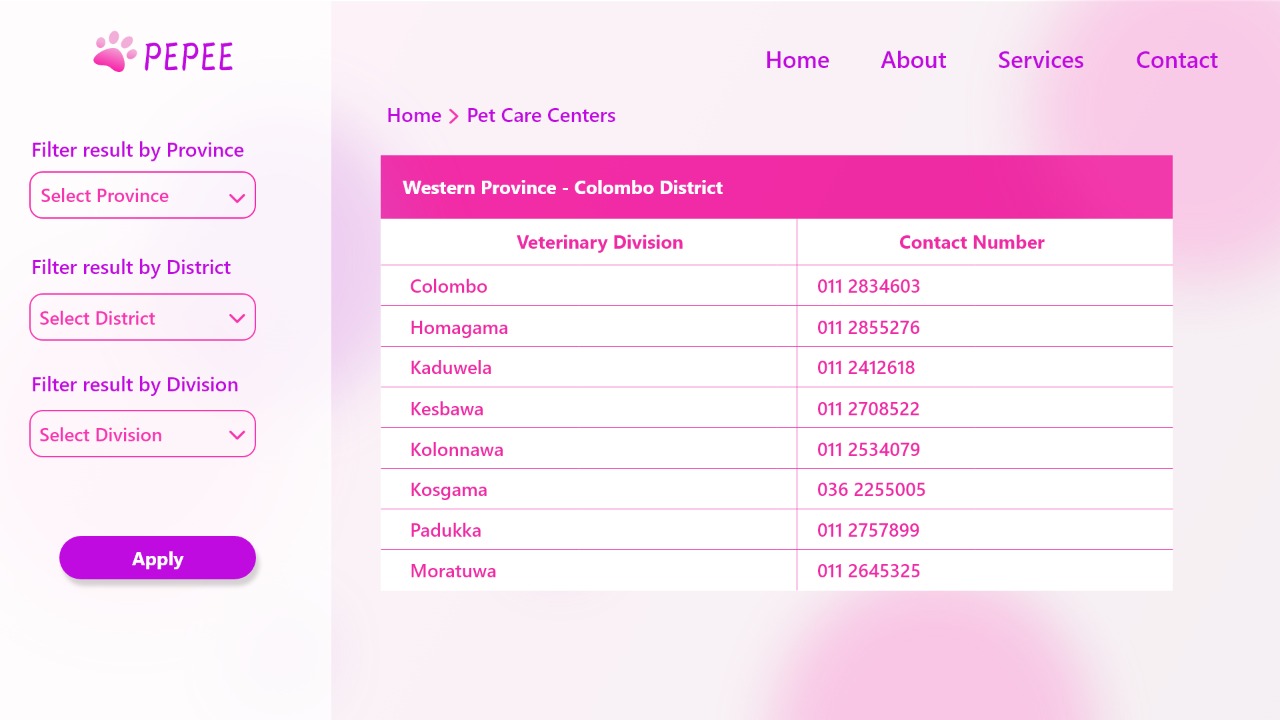 PEPEE
Home About Services Contact
Home > Pet Care Centers
Filter result by Province
Select Province
Filter result by District
Select District
Filter result by Division
Select Division
Apply
Western Province - Colombo District
Veterinary Division Contact Number
Colombo 011 2834603
Homagama 011 2855276
Kaduwela 011 2412618
Kesbawa 011 2708522
Kolonnawa 011 2534079
Kosgama 036 2255005
Padukka 011 2757899
Moratuwa 011 2645325